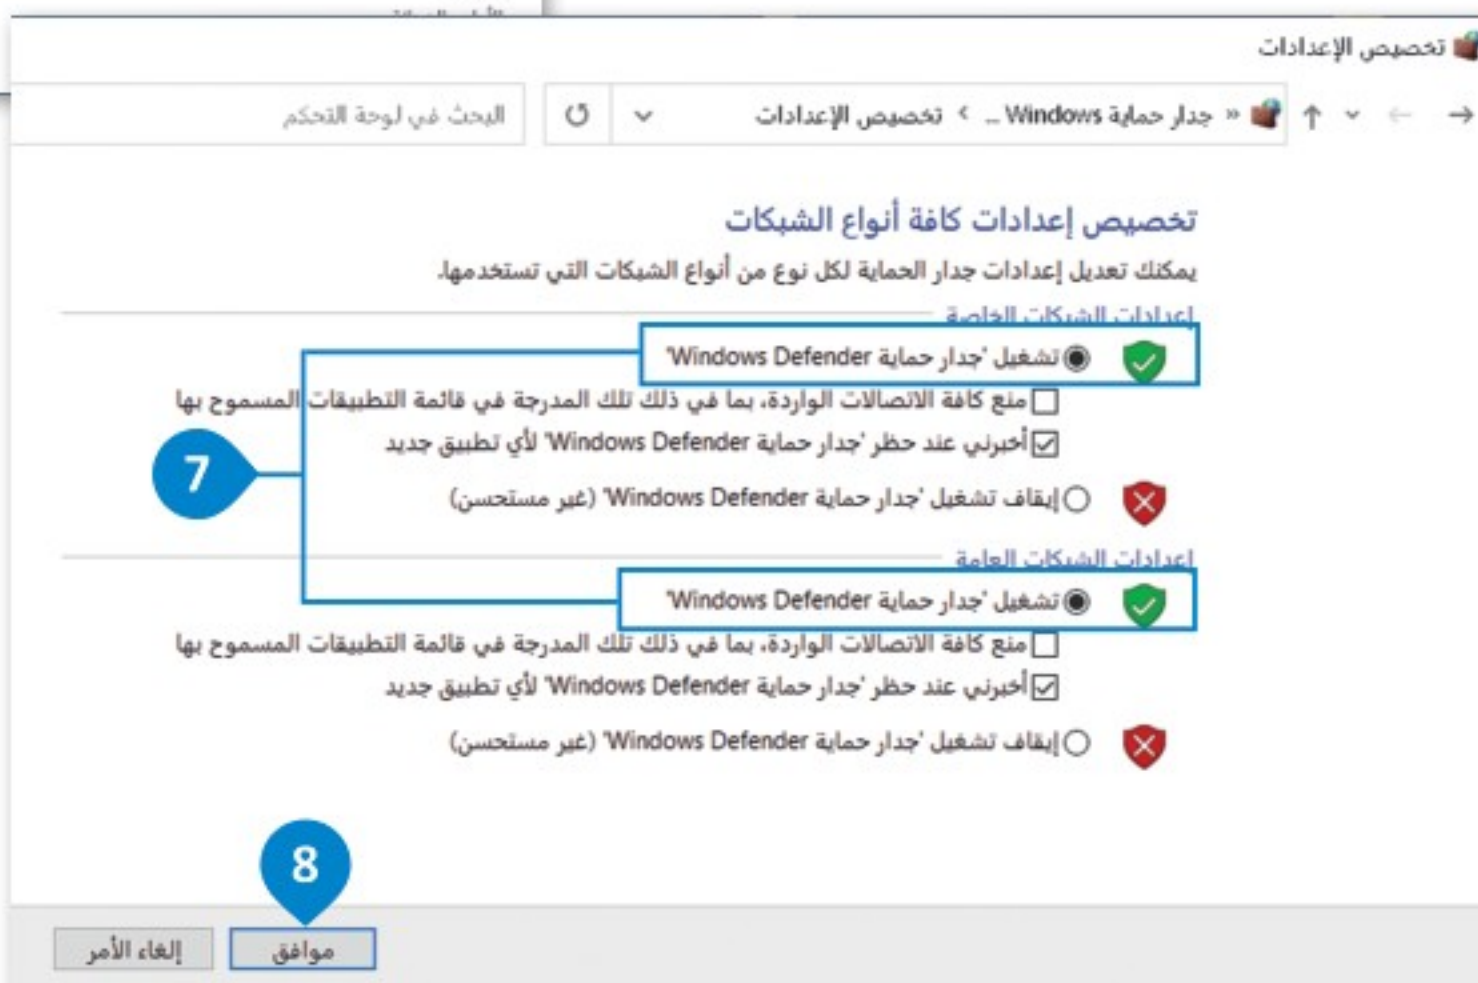 تخصيص الإعدادات
« جدار حماية Windows ... > تخصيص الإعدادات
البحث في لوحة التحكم
تخصيص إعدادات كافة أنواع الشبكات
يمكنك تعديل إعدادات جدار الحماية لكل نوع من أنواع الشبكات التي تستخدمها.
إعدادات الشبكات الخاصة
تشغيل 'جدار حماية Windows Defender'
منع كافة الاتصالات الواردة، بما في ذلك تلك المدرجة في قائمة التطبيقات المسموح بها
أخبرني عند حظر 'جدار حماية Windows Defender' لأي تطبيق جديد
7
إيقاف تشغيل 'جدار حماية Windows Defender' (غير مستحسن)
إعدادات الشبكات العامة
تشغيل 'جدار حماية Windows Defender'
منع كافة الاتصالات الواردة، بما في ذلك تلك المدرجة في قائمة التطبيقات المسموح بها
أخبرني عند حظر 'جدار حماية Windows Defender' لأي تطبيق جديد
إيقاف تشغيل 'جدار حماية Windows Defender' (غير مستحسن)
8
موافق
إلغاء الأمر